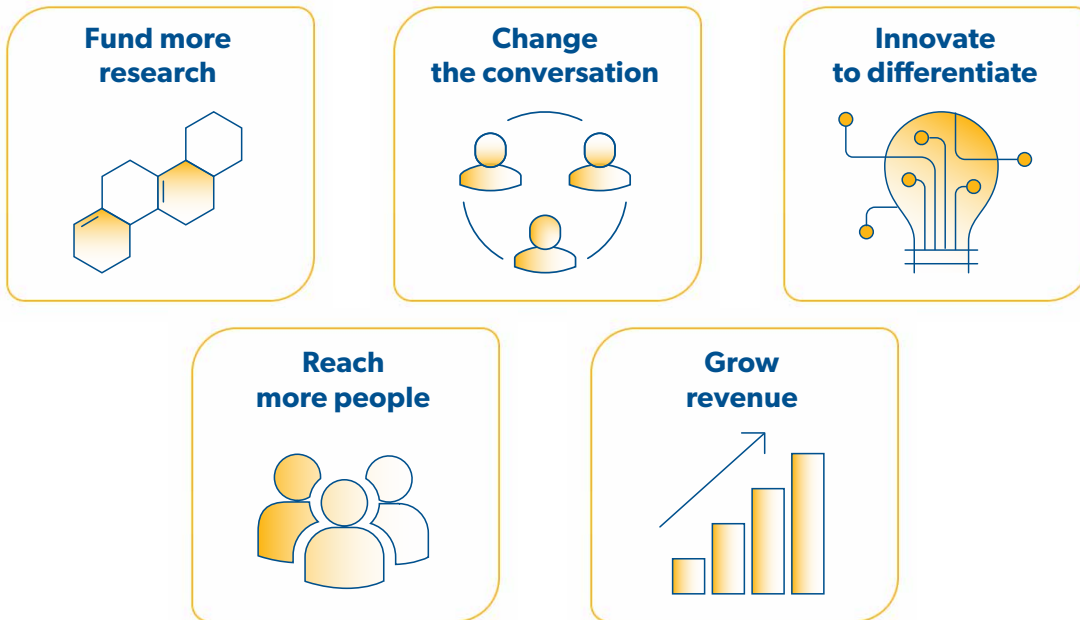 Fund more
research
Change
the conversation
Innovate
to differentiate
Reach
more people
Grow
revenue